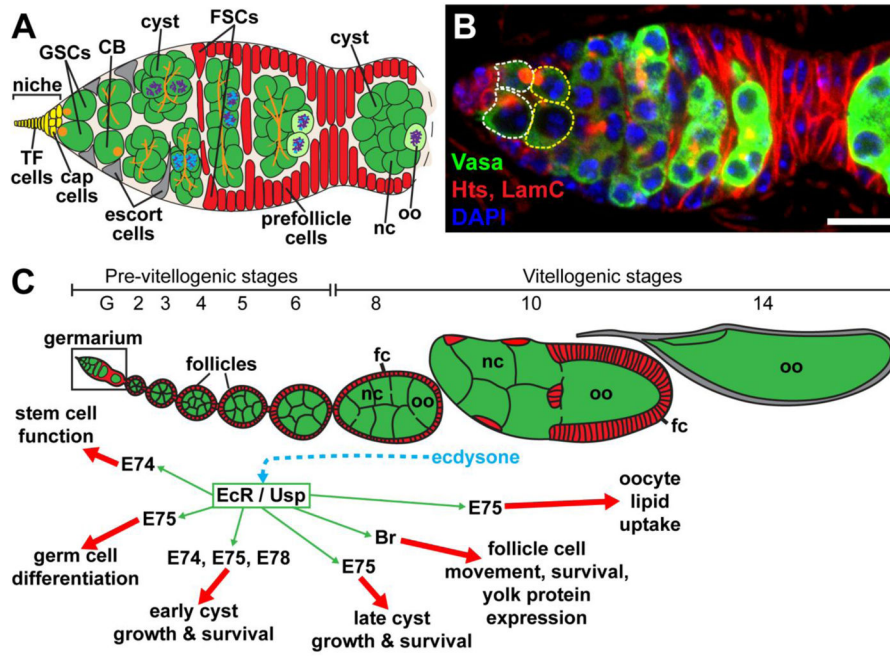 A
FSCs
cyst
CB
GSCs
cyst
niche
TF
cells
cap
cells
escort
cells
prefollicle
cells
nc
oo
B
Vasa
Hts, LamC
DAPI
C
Pre-vitellogenic stages
Vitellogenic stages
G 2 3 4 5 6 8 10 14
germarium
follicles
fc
nc
oo
nc
oo
fc
oo
stem cell
function
E74
ecdysone
EcR / Usp
E75
oocyte
lipid
uptake
E75
germ cell
differentiation
E74, E75, E78
early cyst
growth & survival
E75
late cyst
growth & survival
Br
follicle cell
movement, survival,
yolk protein
expression